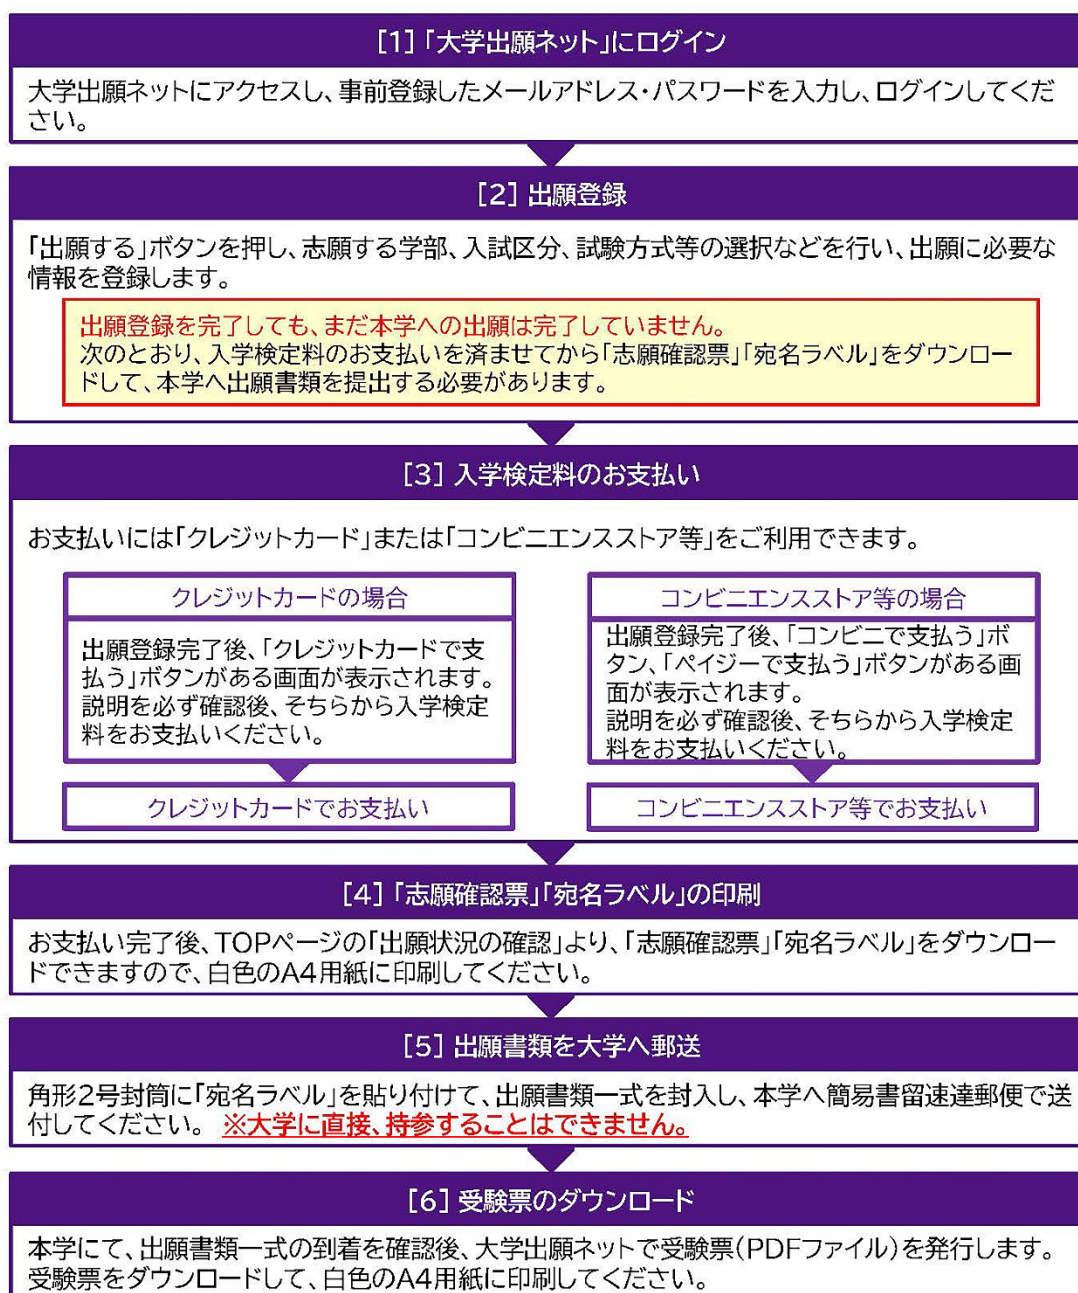 [1]「大学出願ネット」にログイン
大学出願ネットにアクセスし、事前登録したメールアドレス・パスワードを入力し、ログインしてくだ
さい。
[2] 出願登録
「出願する」ボタンを押し、志願する学部、入試区分、試験方式等の選択などを行い、出願に必要な
情報を登録します。
出願登録を完了しても、まだ本学への出願は完了していません。
次のとおり、入学検定料のお支払いを済ませてから「志願確認票」「宛名ラベル」をダウンロー
ドして、本学へ出願書類を提出する必要があります。
[3] 入学検定料のお支払い
お支払いには「クレジットカード」または「コンビニエンスストア等」をご利用できます。
クレジットカードの場合
出願登録完了後、「クレジットカードで支
払う」ボタンがある画面が表示されます。
説明を必ず確認後、そちらから入学検定
料をお支払いください。
クレジットカードでお支払い
コンビニエンスストア等の場合
出願登録完了後、「コンビニで支払う」ボ
タン、「ペイジーで支払う」ボタンがある画
面が表示されます。
説明を必ず確認後、そちらから入学検定
料をお支払いください。
コンビニエンスストア等でお支払い
[4]「志願確認票」「宛名ラベル」の印刷
お支払い完了後、TOPページの「出願状況の確認」より、「志願確認票」「宛名ラベル」をダウンロー
ドできますので、白色のA4用紙に印刷してください。
[5] 出願書類を大学へ郵送
角形2号封筒に「宛名ラベル」を貼り付けて、出願書類一式を封入し、本学へ簡易書留速達郵便で送
付してください。 ※大学に直接、持参することはできません。
[6] 受験票のダウンロード
本学にて、出願書類一式の到着を確認後、大学出願ネットで受験票(PDFファイル)を発行します。
受験票をダウンロードして、白色のA4用紙に印刷してください。